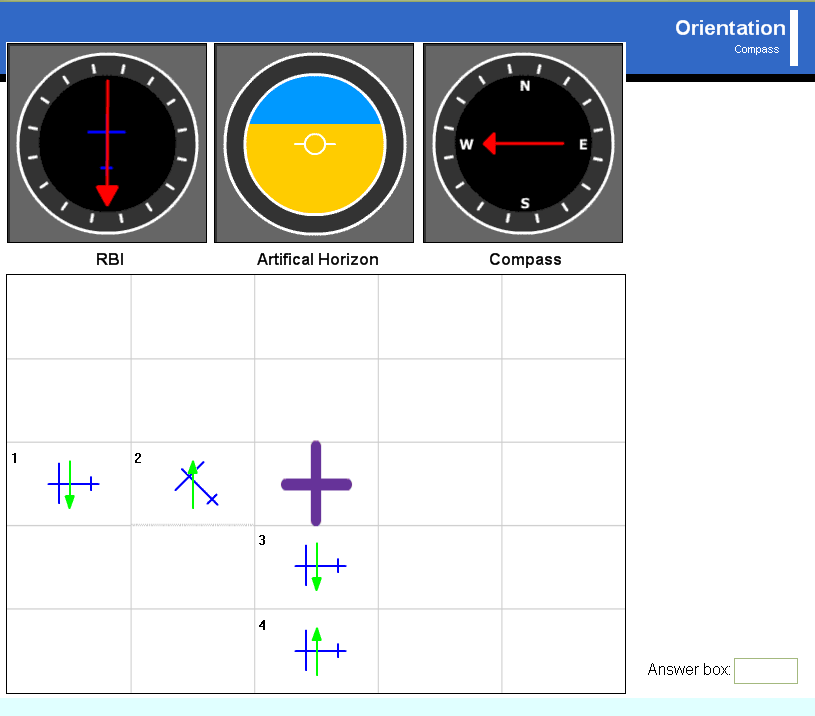 Orientation
Compass
N
W
E
S
RBI
Artifical Horizon
Compass
1
2
3
4
Answer box: